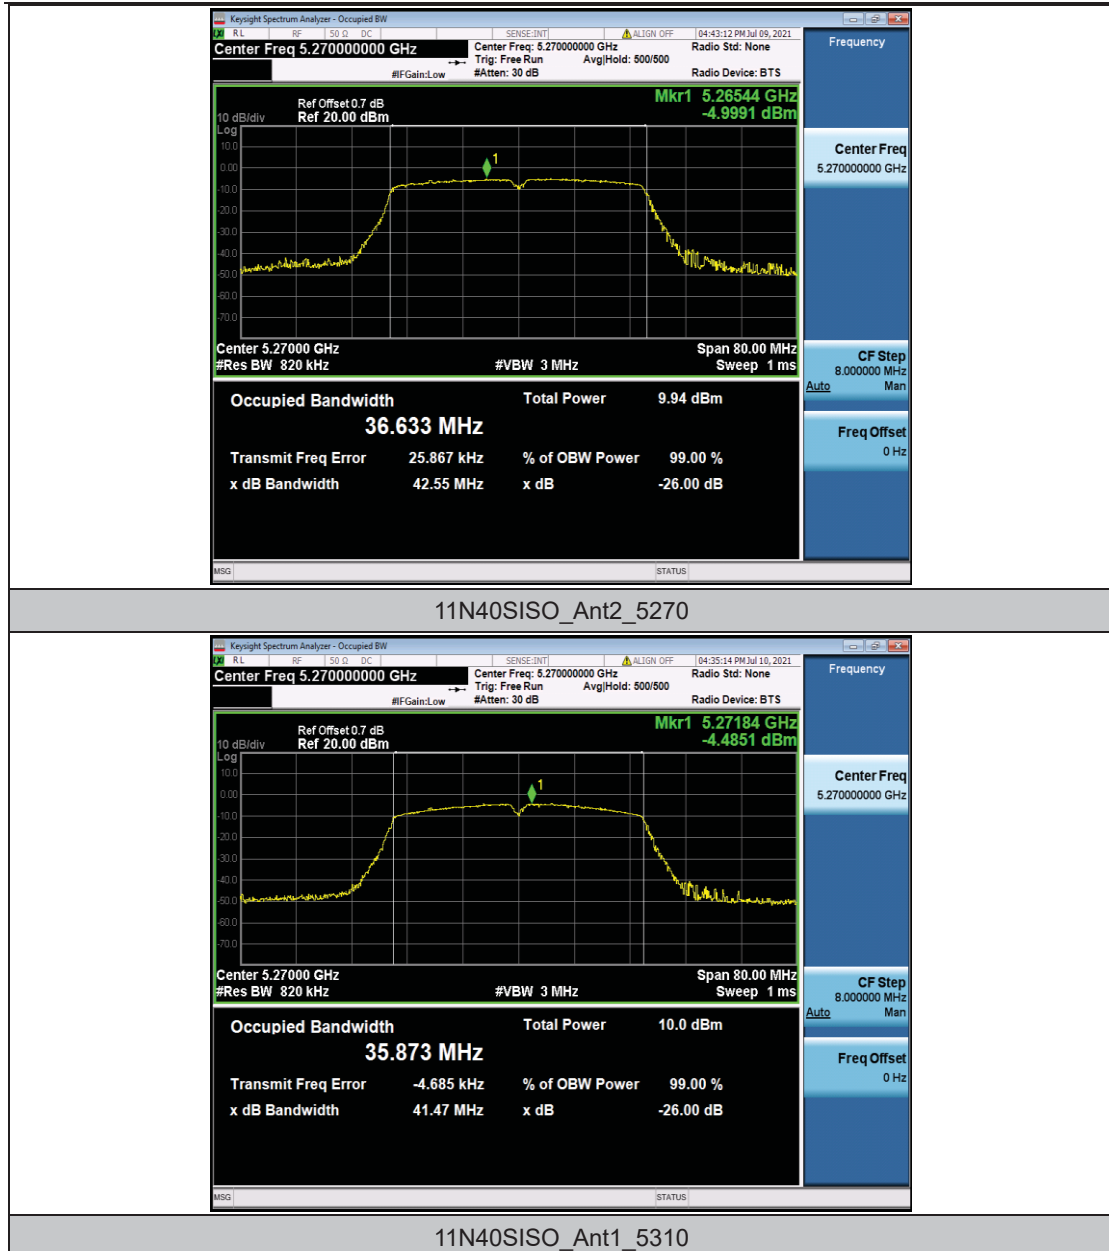 Keysight Spectrum Analyzer - Occupied BW
LXI RL RF 50 Ω DC SENSE:INT ALIGN OFF 04:43:12 PM Jul 09, 2021
Center Freq 5.270000000 GHz
Center Freq: 5.270000000 GHz Radio Std: None
Trig: Free Run Avg|Hold: 500/500
#IFGain:Low #Atten: 30 dB Radio Device: BTS
Frequency
Mkr1 5.26544 GHz
-4.9991 dBm
Ref Offset 0.7 dB
10 dB/div Ref 20.00 dBm
Log
10.0
0.00
-10.0
-20.0
-30.0
-40.0
-50.0
-60.0
-70.0
1
Center 5.27000 GHz Span 80.00 MHz
#Res BW 820 kHz #VBW 3 MHz Sweep 1 ms
Center Freq
5.270000000 GHz
CF Step
8.000000 MHz
Auto Man
Freq Offset
0 Hz
Occupied Bandwidth Total Power 9.94 dBm
36.633 MHz
Transmit Freq Error 25.867 kHz % of OBW Power 99.00 %
x dB Bandwidth 42.55 MHz x dB -26.00 dB
MSG STATUS
11N40SISO_Ant2_5270
Keysight Spectrum Analyzer - Occupied BW
LXI RL RF 50 Ω DC SENSE:INT ALIGN OFF 04:35:14 PM Jul 10, 2021
Center Freq 5.270000000 GHz
Center Freq: 5.270000000 GHz Radio Std: None
Trig: Free Run Avg|Hold: 500/500
#IFGain:Low #Atten: 30 dB Radio Device: BTS
Frequency
Mkr1 5.27184 GHz
-4.4851 dBm
Ref Offset 0.7 dB
10 dB/div Ref 20.00 dBm
Log
10.0
0.00
-10.0
-20.0
-30.0
-40.0
-50.0
-60.0
-70.0
1
Center 5.27000 GHz Span 80.00 MHz
#Res BW 820 kHz #VBW 3 MHz Sweep 1 ms
Center Freq
5.270000000 GHz
CF Step
8.000000 MHz
Auto Man
Freq Offset
0 Hz
Occupied Bandwidth Total Power 10.0 dBm
35.873 MHz
Transmit Freq Error -4.685 kHz % of OBW Power 99.00 %
x dB Bandwidth 41.47 MHz x dB -26.00 dB
MSG STATUS
11N40SISO_Ant1_5310